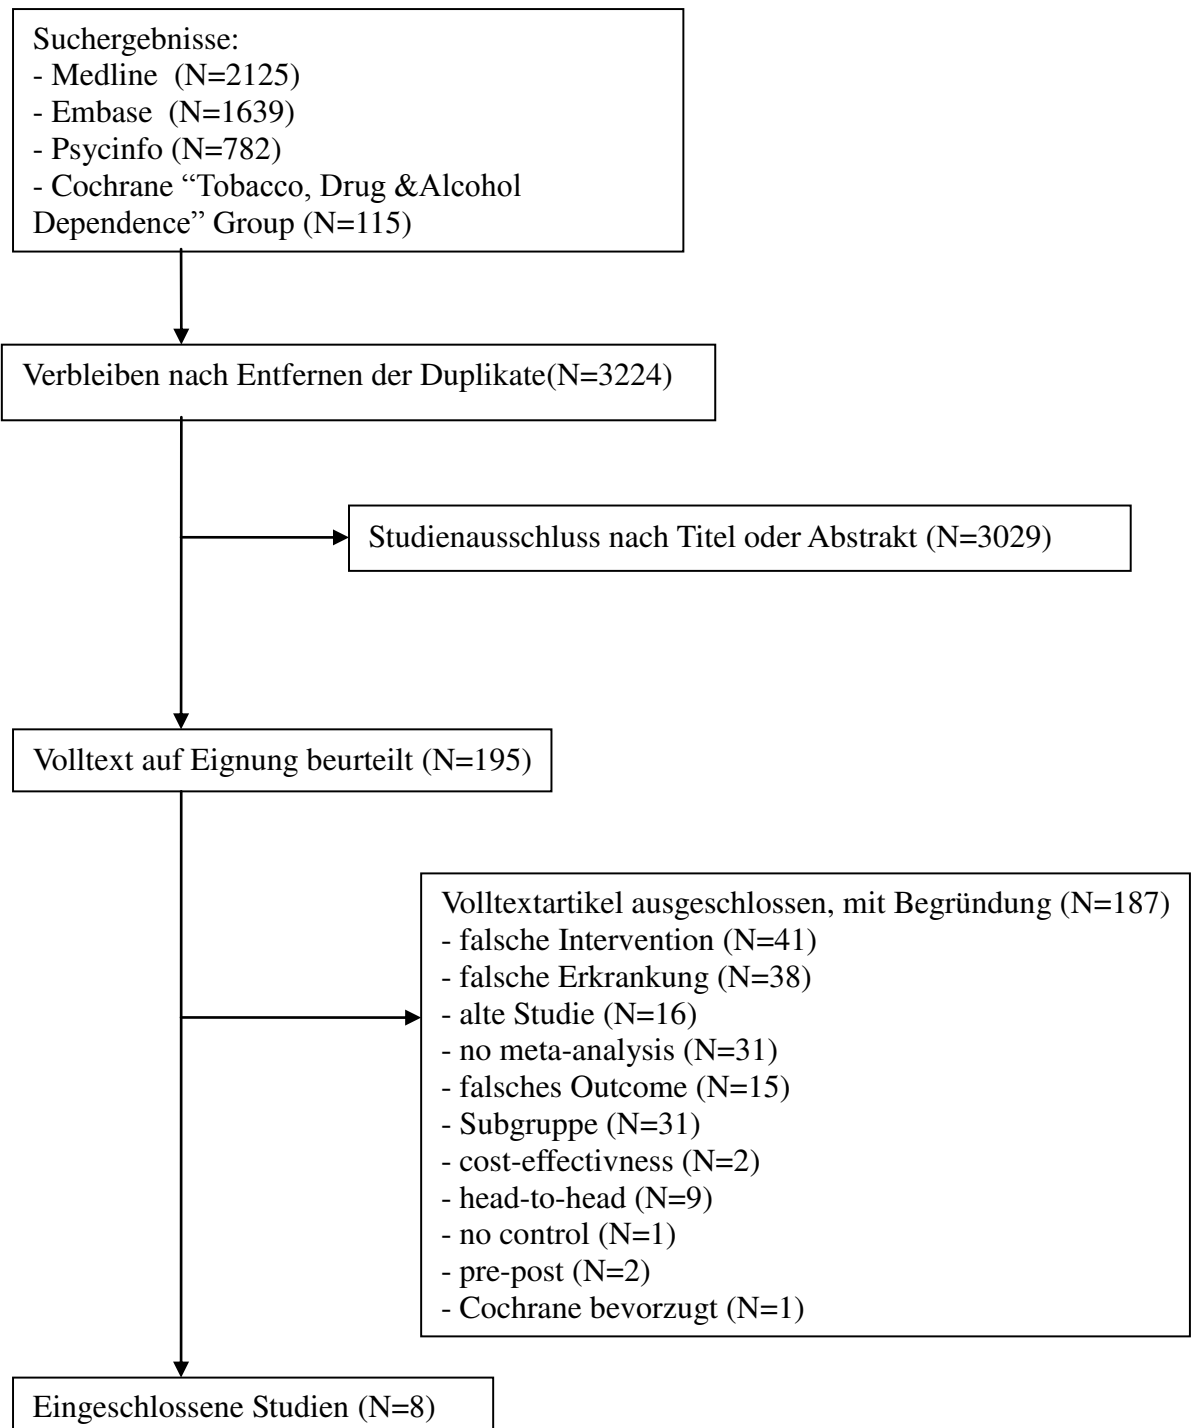 Suchergebnisse:
- Medline  (N=2125)
- Embase  (N=1639)
- Psycinfo (N=782)
- Cochrane “Tobacco, Drug &Alcohol
Dependence” Group (N=115)
Verbleiben nach Entfernen der Duplikate(N=3224)
Studienausschluss nach Titel oder Abstrakt (N=3029)
Volltext auf Eignung beurteilt (N=195)
Volltextartikel ausgeschlossen, mit Begründung (N=187)
- falsche Intervention (N=41)
- falsche Erkrankung (N=38)
- alte Studie (N=16)
- no meta-analysis (N=31)
- falsches Outcome (N=15)
- Subgruppe (N=31)
- cost-effectivness (N=2)
- head-to-head (N=9)
- no control (N=1)
- pre-post (N=2)
- Cochrane bevorzugt (N=1)
Eingeschlossene Studien (N=8)